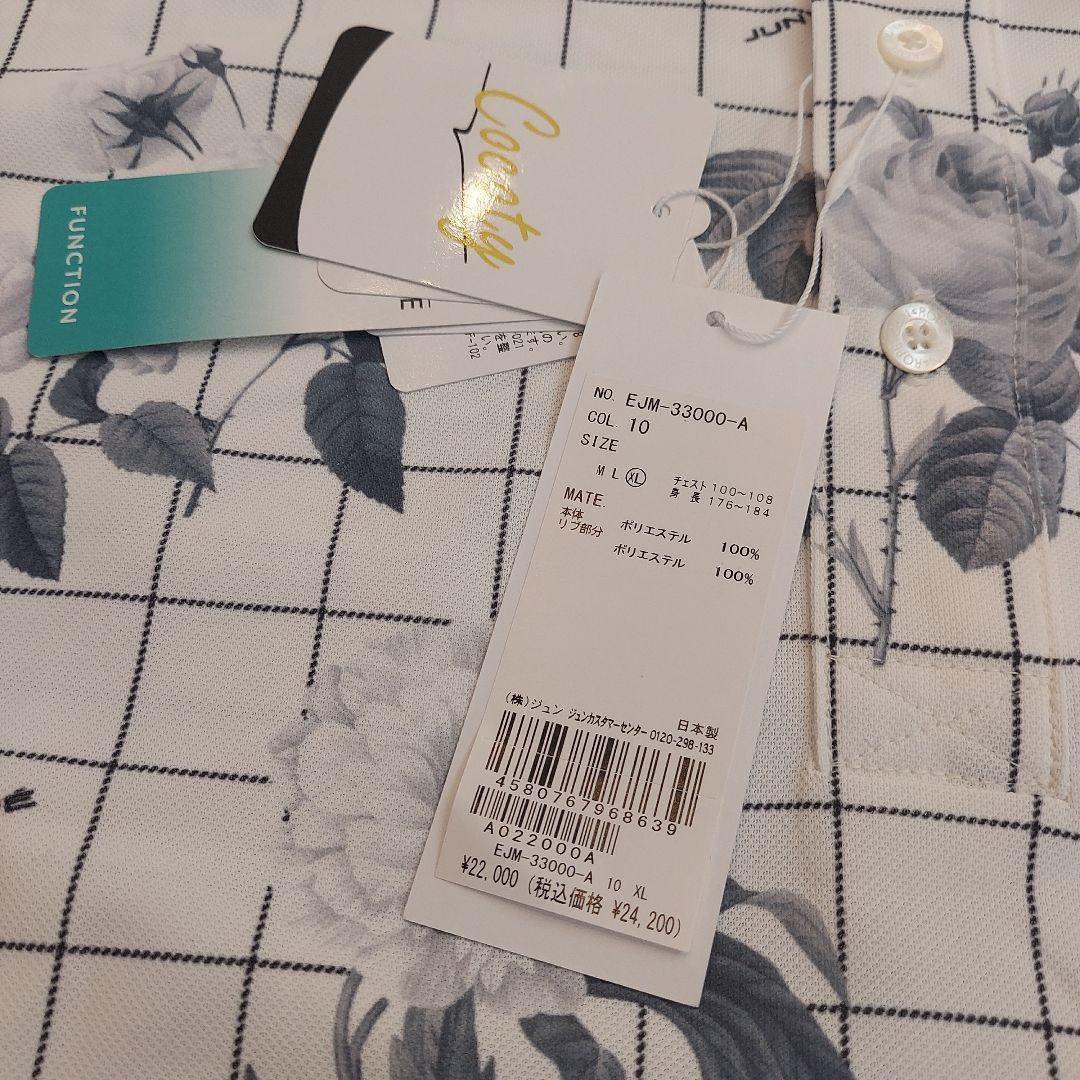 JUN
Coonty
FUNCTION
E
NO. EJM-33000-A
COL. 10
SIZE
M L XL チェスト 100~108
身長 176~184
MATE.
本体 ポリエステル 100%
リブ部分 ポリエステル 100%
(株)ジュン ジュンカスタマーセンター 0120-298-133
日本製
4580767968639
A022000A
EJM-33000-A 10 XL
¥22,000 (税込価格 ¥24,200)